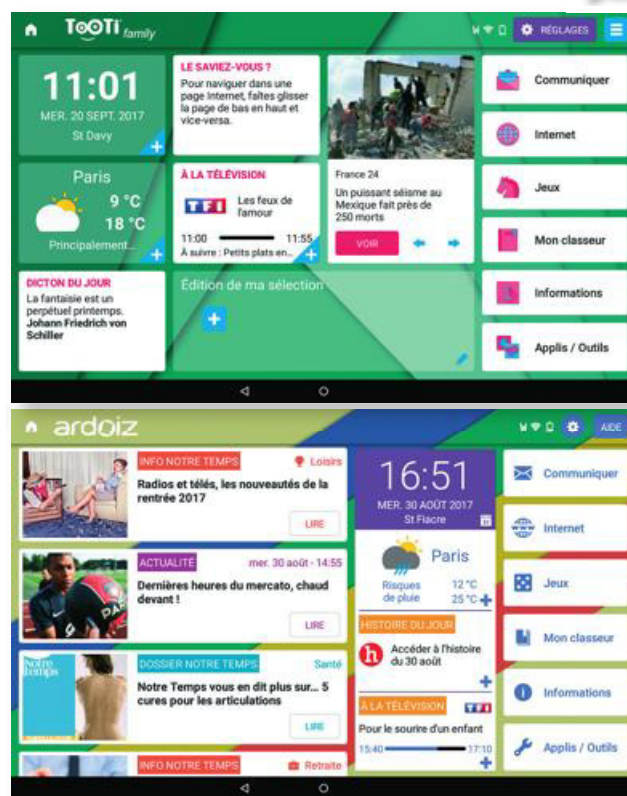 TOOTi family
RÉGLAGES
11:01
MER. 20 SEPT. 2017
St Davy
LE SAVIEZ-VOUS ?
Pour naviguer dans une
page Internet, faîtes glisser
la page de bas en haut et
vice-versa.
Paris
9 °C
18 °C
Principalement...
À LA TÉLÉVISION
TF1
Les feux de
l'amour
11:00
11:55
À suivre : Petits plats en...
France 24
Un puissant séisme au
Mexique fait près de
250 morts
VOIR
DICTON DU JOUR
La fantaisie est un
perpétuel printemps.
Johann Friedrich von
Schiller
Édition de ma sélection
Communiquer
Internet
Jeux
Mon classeur
Informations
Applis / Outils
ardoiz
AIDE
INFO NOTRE TEMPS
Loisirs
Radios et télés, les nouveautés de la
rentrée 2017
LIRE
ACTUALITÉ
mer. 30 août - 14:55
Dernières heures du mercato, chaud
devant !
LIRE
Notre
temps
DOSSIER NOTRE TEMPS
Santé
Notre Temps vous en dit plus sur... 5
cures pour les articulations
LIRE
INFO NOTRE TEMPS
Retraite
16:51
MER. 30 AOÛT 2017
St Fiacre
Paris
Risques
de pluie
12 °C
25 °C
HISTOIRE DU JOUR
h
Accéder à l'histoire
du 30 août
À LA TÉLÉVISION
TF1
Pour le sourire d'un enfant
15:40
17:10
Communiquer
www
Internet
Jeux
Mon classeur
Informations
Applis / Outils